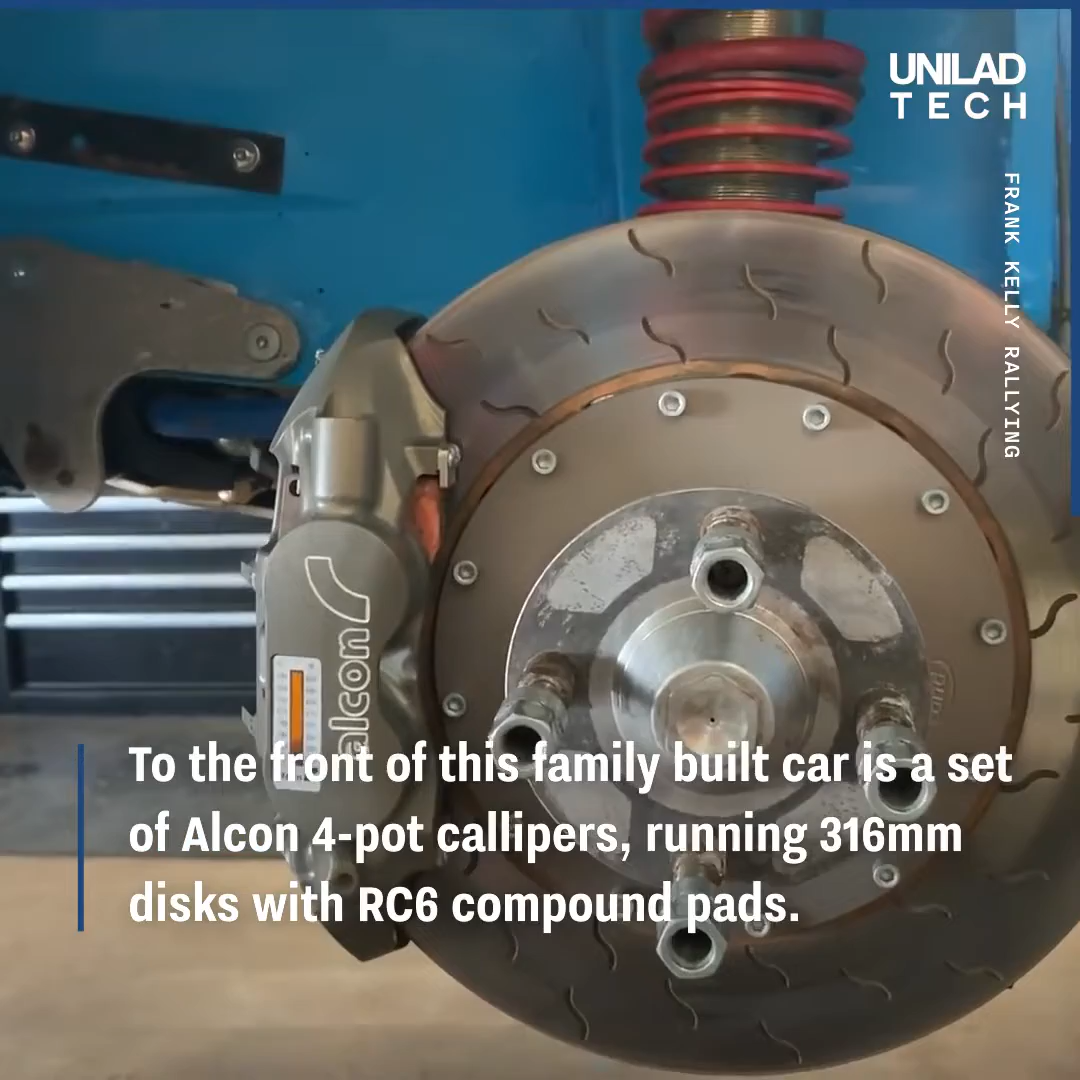 UNILAD
TECH
FRANK KELLY RALLYING
alcon
To the front of this family built car is a set
of Alcon 4-pot callipers, running 316mm
disks with RC6 compound pads.